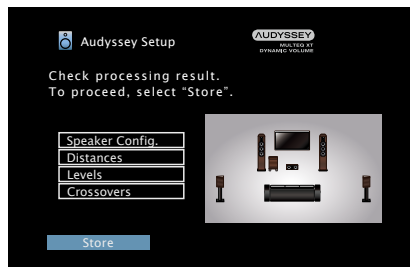 Audyssey Setup
AUDYSSEY
MULTEQ XT
DYNAMIC VOLUME
Check processing result.
To proceed, select “Store”.
Speaker Config.
Distances
Levels
Crossovers
Store